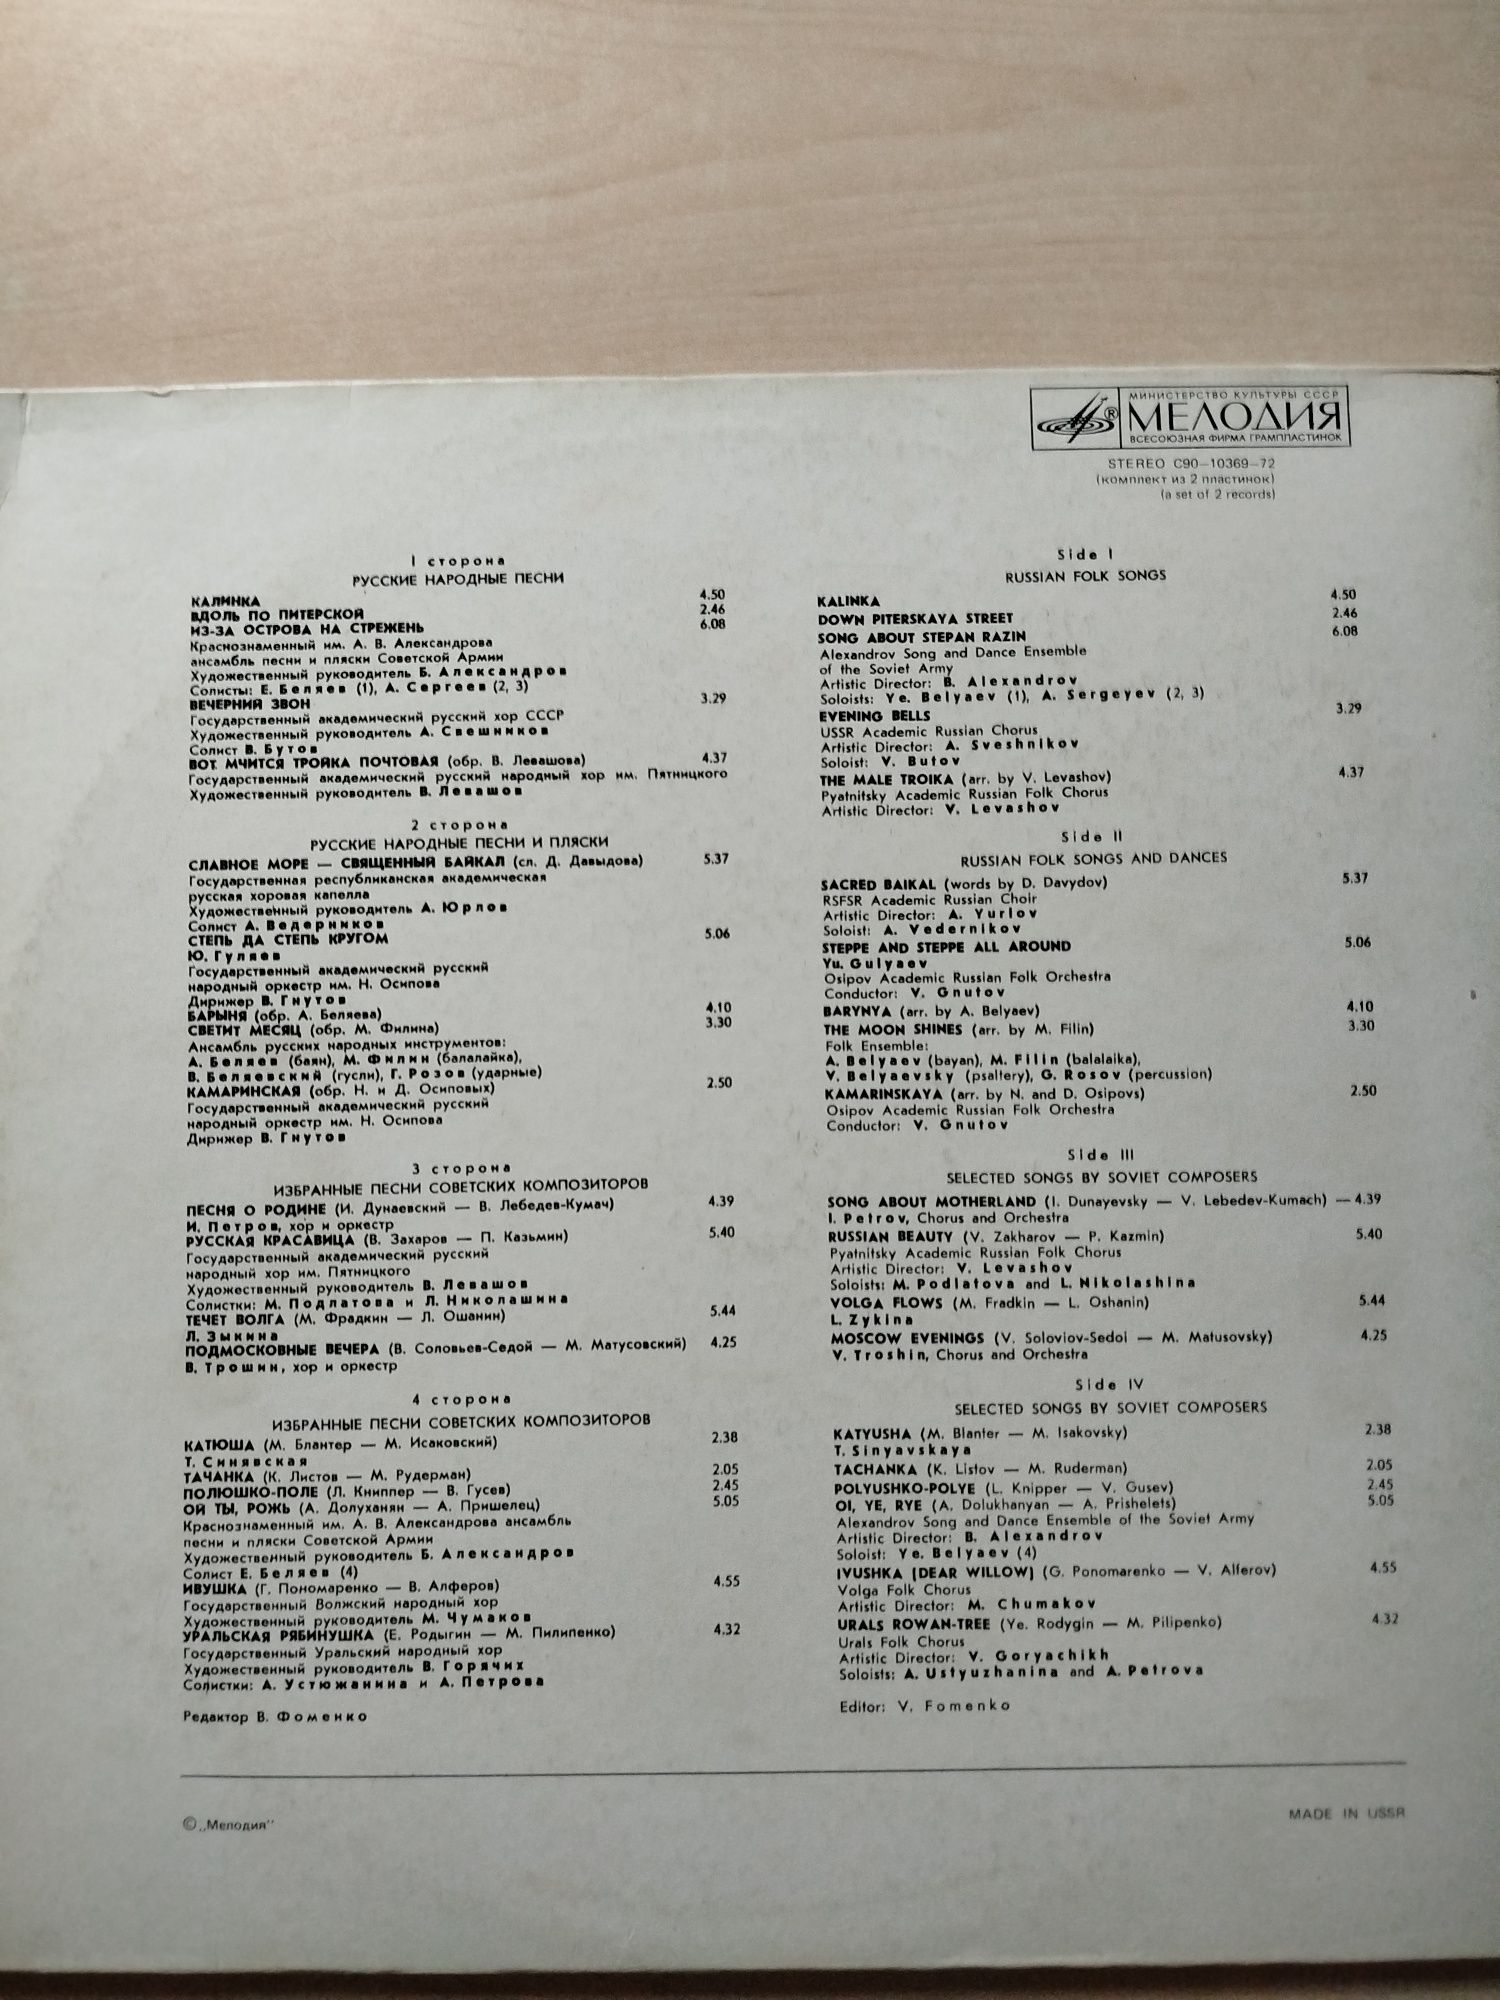 МИНИСТЕРСТВО КУЛЬТУРЫ СССР
МЕЛОДИЯ
ВСЕСОЮЗНАЯ ФИРМА ГРАМПЛАСТИНОК
STEREO C90—10369—72
(комплект из 2 пластинок)
(a set of 2 records)
1 сторона
РУССКИЕ НАРОДНЫЕ ПЕСНИ
КАЛИНКА 4.50
ВДОЛЬ ПО ПИТЕРСКОЙ 2.46
ИЗ-ЗА ОСТРОВА НА СТРЕЖЕНЬ 6.08
Краснознаменный им. А. В. Александрова
ансамбль песни и пляски Советской Армии
Художественный руководитель Б. Александров
Солисты: Е. Беляев (1), А. Сергеев (2, 3)
ВЕЧЕРНИЙ ЗВОН 3.29
Государственный академический русский хор СССР
Художественный руководитель А. Свешников
Солист В. Бутов
ВОТ МЧИТСЯ ТРОЙКА ПОЧТОВАЯ (обр. В. Левашова) 4.37
Государственный академический русский народный хор им. Пятницкого
Художественный руководитель В. Левашов
2 сторона
РУССКИЕ НАРОДНЫЕ ПЕСНИ И ПЛЯСКИ
СЛАВНОЕ МОРЕ — СВЯЩЕННЫЙ БАЙКАЛ (сл. Д. Давыдова) 5.37
Государственная республиканская академическая
русская хоровая капелла
Художественный руководитель А. Юрлов
Солист А. Ведерников
СТЕПЬ ДА СТЕПЬ КРУГОМ 5.06
Ю. Гуляев
Государственный академический русский
народный оркестр им. Н. Осипова
Дирижер В. Гнутов
БАРЫНЯ (обр. А. Беляева) 4.10
СВЕТИТ МЕСЯЦ (обр. М. Филина) 3.30
Ансамбль русских народных инструментов:
А. Беляев (баян), М. Филин (балалайка),
В. Беляевский (гусли), Г. Розов (ударные)
КАМАРИНСКАЯ (обр. Н. и Д. Осиповых) 2.50
Государственный академический русский
народный оркестр им. Н. Осипова
Дирижер В. Гнутов
3 сторона
ИЗБРАННЫЕ ПЕСНИ СОВЕТСКИХ КОМПОЗИТОРОВ
ПЕСНЯ О РОДИНЕ (И. Дунаевский — В. Лебедев-Кумач) 4.39
И. Петров, хор и оркестр
РУССКАЯ КРАСАВИЦА (В. Захаров — П. Казьмин) 5.40
Государственный академический русский
народный хор им. Пятницкого
Художественный руководитель В. Левашов
Солистки: М. Подлатова и Л. Николашина
ТЕЧЕТ ВОЛГА (М. Фрадкин — Л. Ошанин) 5.44
Л. Зыкина
ПОДМОСКОВНЫЕ ВЕЧЕРА (В. Соловьев-Седой — М. Матусовский) 4.25
В. Трошин, хор и оркестр
4 сторона
ИЗБРАННЫЕ ПЕСНИ СОВЕТСКИХ КОМПОЗИТОРОВ
КАТЮША (М. Блантер — М. Исаковский) 2.38
Т. Синявская
ТАЧАНКА (К. Листов — М. Рудерман) 2.05
ПОЛЮШКО-ПОЛЕ (Л. Книппер — В. Гусев) 2.45
ОЙ ТЫ, РОЖЬ (А. Долуханян — А. Пришелец) 5.05
Краснознаменный им. А. В. Александрова ансамбль
песни и пляски Советской Армии
Художественный руководитель Б. Александров
Солист Е. Беляев (4)
ИВУШКА (Г. Пономаренко — В. Алферов) 4.55
Государственный Волжский народный хор
Художественный руководитель М. Чумаков
УРАЛЬСКАЯ РЯБИНУШКА (Е. Родыгин — М. Пилипенко) 4.32
Государственный Уральский народный хор
Художественный руководитель В. Горячих
Солистки: А. Устюжанина и А. Петрова
Редактор В. Фоменко
Side I
RUSSIAN FOLK SONGS
KALINKA 4.50
DOWN PITERSKAYA STREET 2.46
SONG ABOUT STEPAN RAZIN 6.08
Alexandrov Song and Dance Ensemble
of the Soviet Army
Artistic Director: B. Alexandrov
Soloists: Ye. Belyaev (1), A. Sergeyev (2, 3)
EVENING BELLS 3.29
USSR Academic Russian Chorus
Artistic Director: A. Sveshnikov
Soloist: V. Butov
THE MALE TROIKA (arr. by V. Levashov) 4.37
Pyatnitsky Academic Russian Folk Chorus
Artistic Director: V. Levashov
Side II
RUSSIAN FOLK SONGS AND DANCES
SACRED BAIKAL (words by D. Davydov) 5.37
RSFSR Academic Russian Choir
Artistic Director: A. Yurlov
Soloist: A. Vedernikov
STEPPE AND STEPPE ALL AROUND 5.06
Yu. Gulyaev
Osipov Academic Russian Folk Orchestra
Conductor: V. Gnutov
BARYNYA (arr. by A. Belyaev) 4.10
THE MOON SHINES (arr. by M. Filin) 3.30
Folk Ensemble:
A. Belyaev (bayan), M. Filin (balalaika),
V. Belyaevsky (psaltery), G. Rosov (percussion)
KAMARINSKAYA (arr. by N. and D. Osipovs) 2.50
Osipov Academic Russian Folk Orchestra
Conductor: V. Gnutov
Side III
SELECTED SONGS BY SOVIET COMPOSERS
SONG ABOUT MOTHERLAND (I. Dunayevsky — V. Lebedev-Kumach) — 4.39
I. Petrov, Chorus and Orchestra
RUSSIAN BEAUTY (V. Zakharov — P. Kazmin) 5.40
Pyatnitsky Academic Russian Folk Chorus
Artistic Director: V. Levashov
Soloists: M. Podlatova and L. Nikolashina
VOLGA FLOWS (M. Fradkin — L. Oshanin) 5.44
L. Zykina
MOSCOW EVENINGS (V. Soloviov-Sedoi — M. Matusovsky) 4.25
V. Troshin, Chorus and Orchestra
Side IV
SELECTED SONGS BY SOVIET COMPOSERS
KATYUSHA (M. Blanter — M. Isakovsky) 2.38
T. Sinyavskaya
TACHANKA (K. Listov — M. Ruderman) 2.05
POLYUSHKO-POLYE (L. Knipper — V. Gusev) 2.45
OI, YE, RYE (A. Dolukhanyan — A. Prishelets) 5.05
Alexandrov Song and Dance Ensemble of the Soviet Army
Artistic Director: B. Alexandrov
Soloist: Ye. Belyaev (4)
IVUSHKA [DEAR WILLOW] (G. Ponomarenko — V. Alferov) 4.55
Volga Folk Chorus
Artistic Director: M. Chumakov
URALS ROWAN-TREE (Ye. Rodygin — M. Pilipenko) 4.32
Urals Folk Chorus
Artistic Director: V. Goryachikh
Soloists: A. Ustyuzhanina and A. Petrova
Editor: V. Fomenko
© „Мелодия"
MADE IN USSR